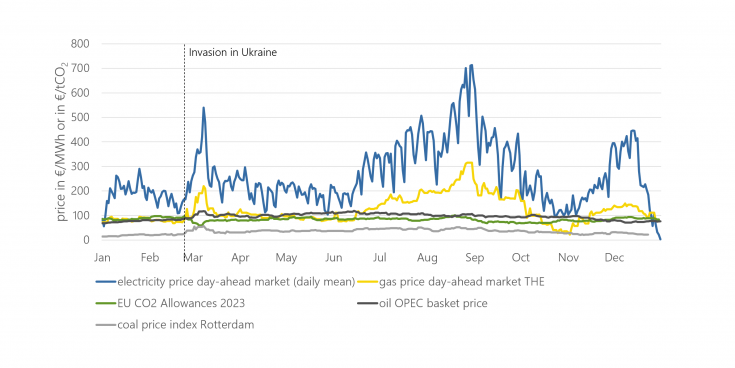 800
Invasion in Ukraine
700
600
500
400
300
200
100
0
price in €/MWh or in €/tCO2
Jan Feb Mar Apr May Jun Jul Aug Sep Oct Nov Dec
electricity price day-ahead market (daily mean)
gas price day-ahead market THE
EU CO2 Allowances 2023
oil OPEC basket price
coal price index Rotterdam